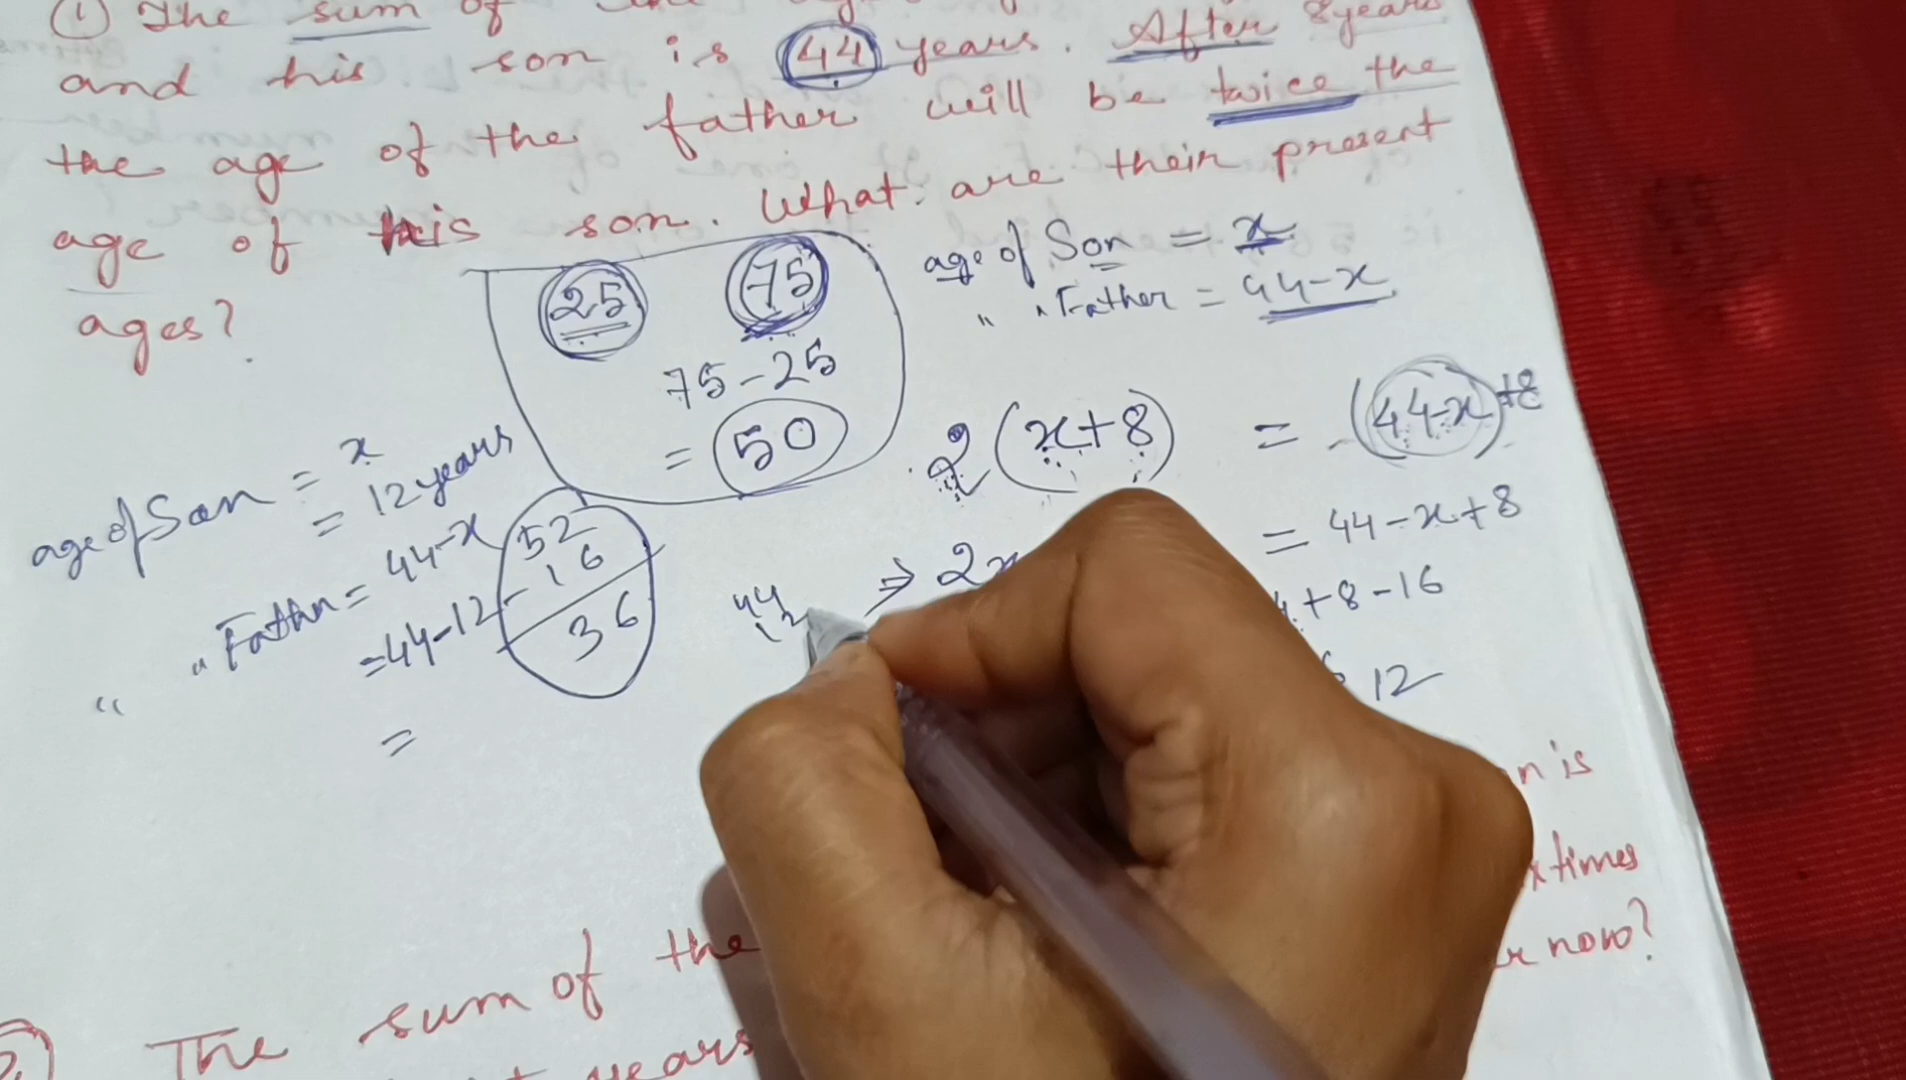 ① The sum of the
and his son is 44 years. After 8 years
the age of the father will be twice the
age of his son. What are their present
ages?
25 75
75-25
= 50
age of Son = x
" " Father = 44-x
2(x+8) = (44-x)+8
⇒ 2x = 44-x+8
+8-16
12
age of Son = x
= 12 years
" " Father = 44-x
= 44-12
=
52
-16
36
44
12
n is
x times
The sum of the
r now?
years